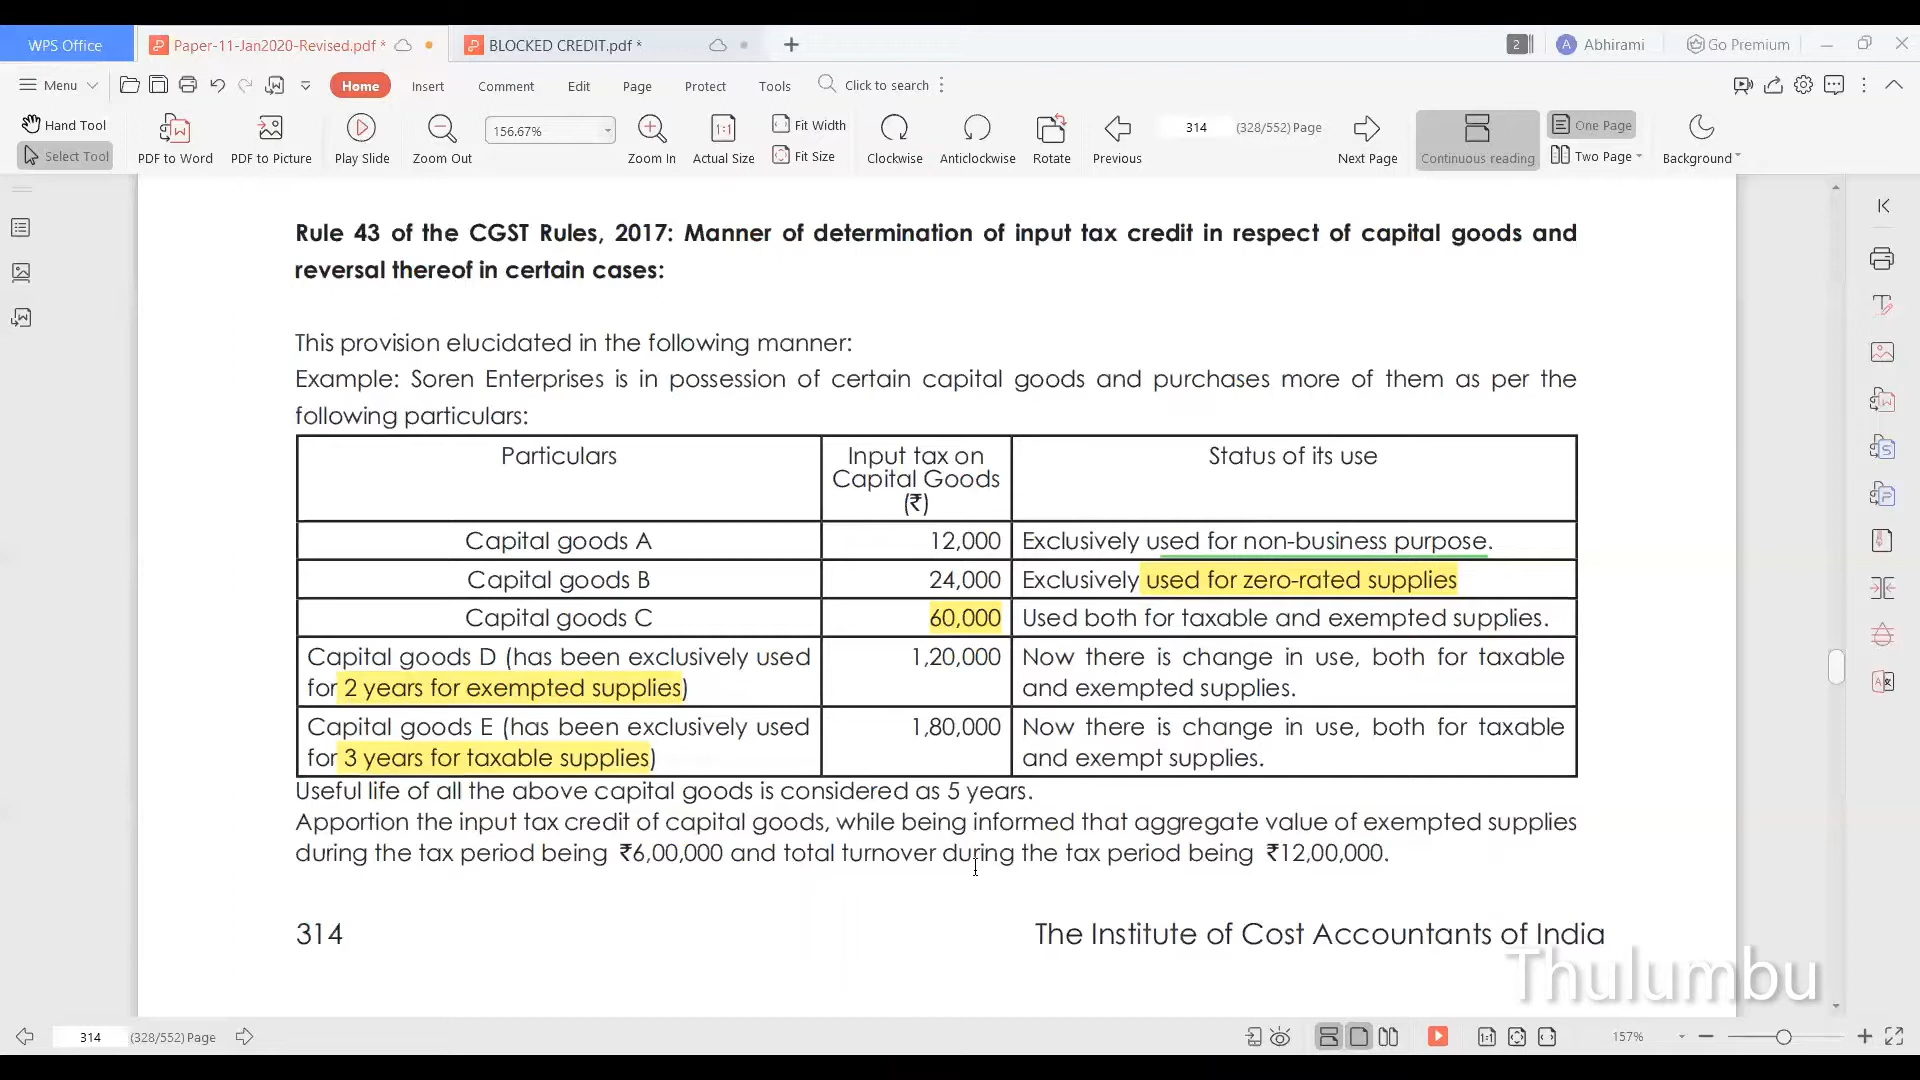 WPS Office
Paper-11-Jan2020-Revised.pdf *
BLOCKED CREDIT.pdf *
2
A Abhirami
Go Premium
Menu
Home
Insert
Comment
Edit
Page
Protect
Tools
Click to search
Hand Tool
Select Tool
PDF to Word
PDF to Picture
Play Slide
Zoom Out
156.67%
Zoom In
1:1
Actual Size
Fit Width
Fit Size
Clockwise
Anticlockwise
Rotate
Previous
314 (328/552) Page
Next Page
Continuous reading
One Page
Two Page
Background
Rule 43 of the CGST Rules, 2017: Manner of determination of input tax credit in respect of capital goods and
reversal thereof in certain cases:
This provision elucidated in the following manner:
Example: Soren Enterprises is in possession of certain capital goods and purchases more of them as per the
following particulars:
Particulars
Input tax on
Capital Goods
(₹)
Status of its use
Capital goods A 12,000 Exclusively used for non-business purpose.
Capital goods B 24,000 Exclusively used for zero-rated supplies
Capital goods C 60,000 Used both for taxable and exempted supplies.
Capital goods D (has been exclusively used
for 2 years for exempted supplies)
1,20,000
Now there is change in use, both for taxable
and exempted supplies.
Capital goods E (has been exclusively used
for 3 years for taxable supplies)
1,80,000
Now there is change in use, both for taxable
and exempt supplies.
Useful life of all the above capital goods is considered as 5 years.
Apportion the input tax credit of capital goods, while being informed that aggregate value of exempted supplies
during the tax period being ₹6,00,000 and total turnover during the tax period being ₹12,00,000.
314
The Institute of Cost Accountants of India
Thulumbu
314 (328/552) Page
1:1
157%